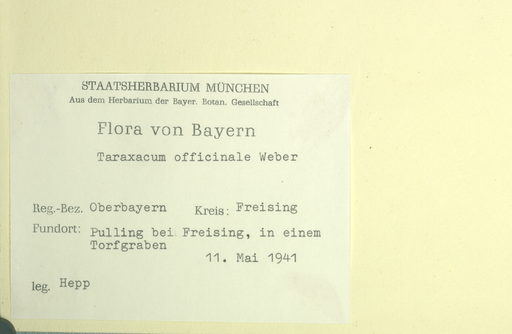 STAATSHERBARIUM MÜNCHEN
Aus dem Herbarium der Bayer. Botan. Gesellschaft
Flora von Bayern
Taraxacum officinale Weber
Reg.-Bez. Oberbayern Kreis: Freising
Fundort: Pulling bei Freising, in einem
Torfgraben
11. Mai 1941
leg. Hepp